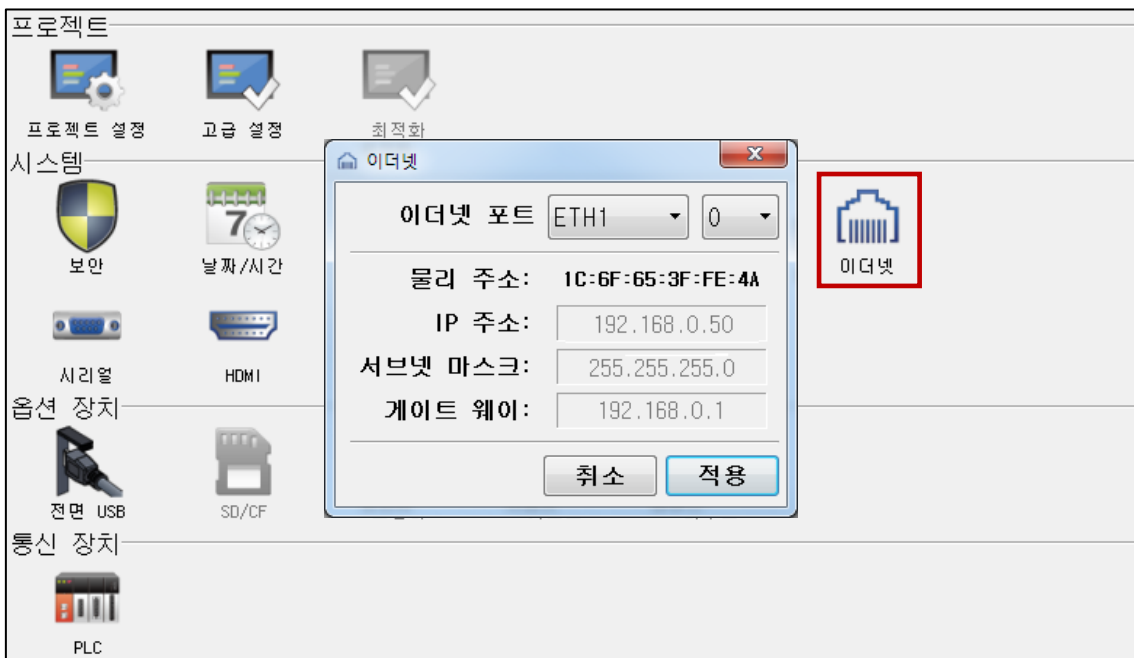 프로젝트
프로젝트 설정
고급 설정
최적화
시스템
보안
7
날짜/시간
이더넷
시리얼
HDMI
옵션 장치
전면 USB
SD/CF
통신 장치
PLC
이더넷
이더넷 포트 ETH1 0
물리 주소: 1C:6F:65:3F:FE:4A
IP 주소: 192.168.0.50
서브넷 마스크: 255.255.255.0
게이트 웨이: 192.168.0.1
취소 적용